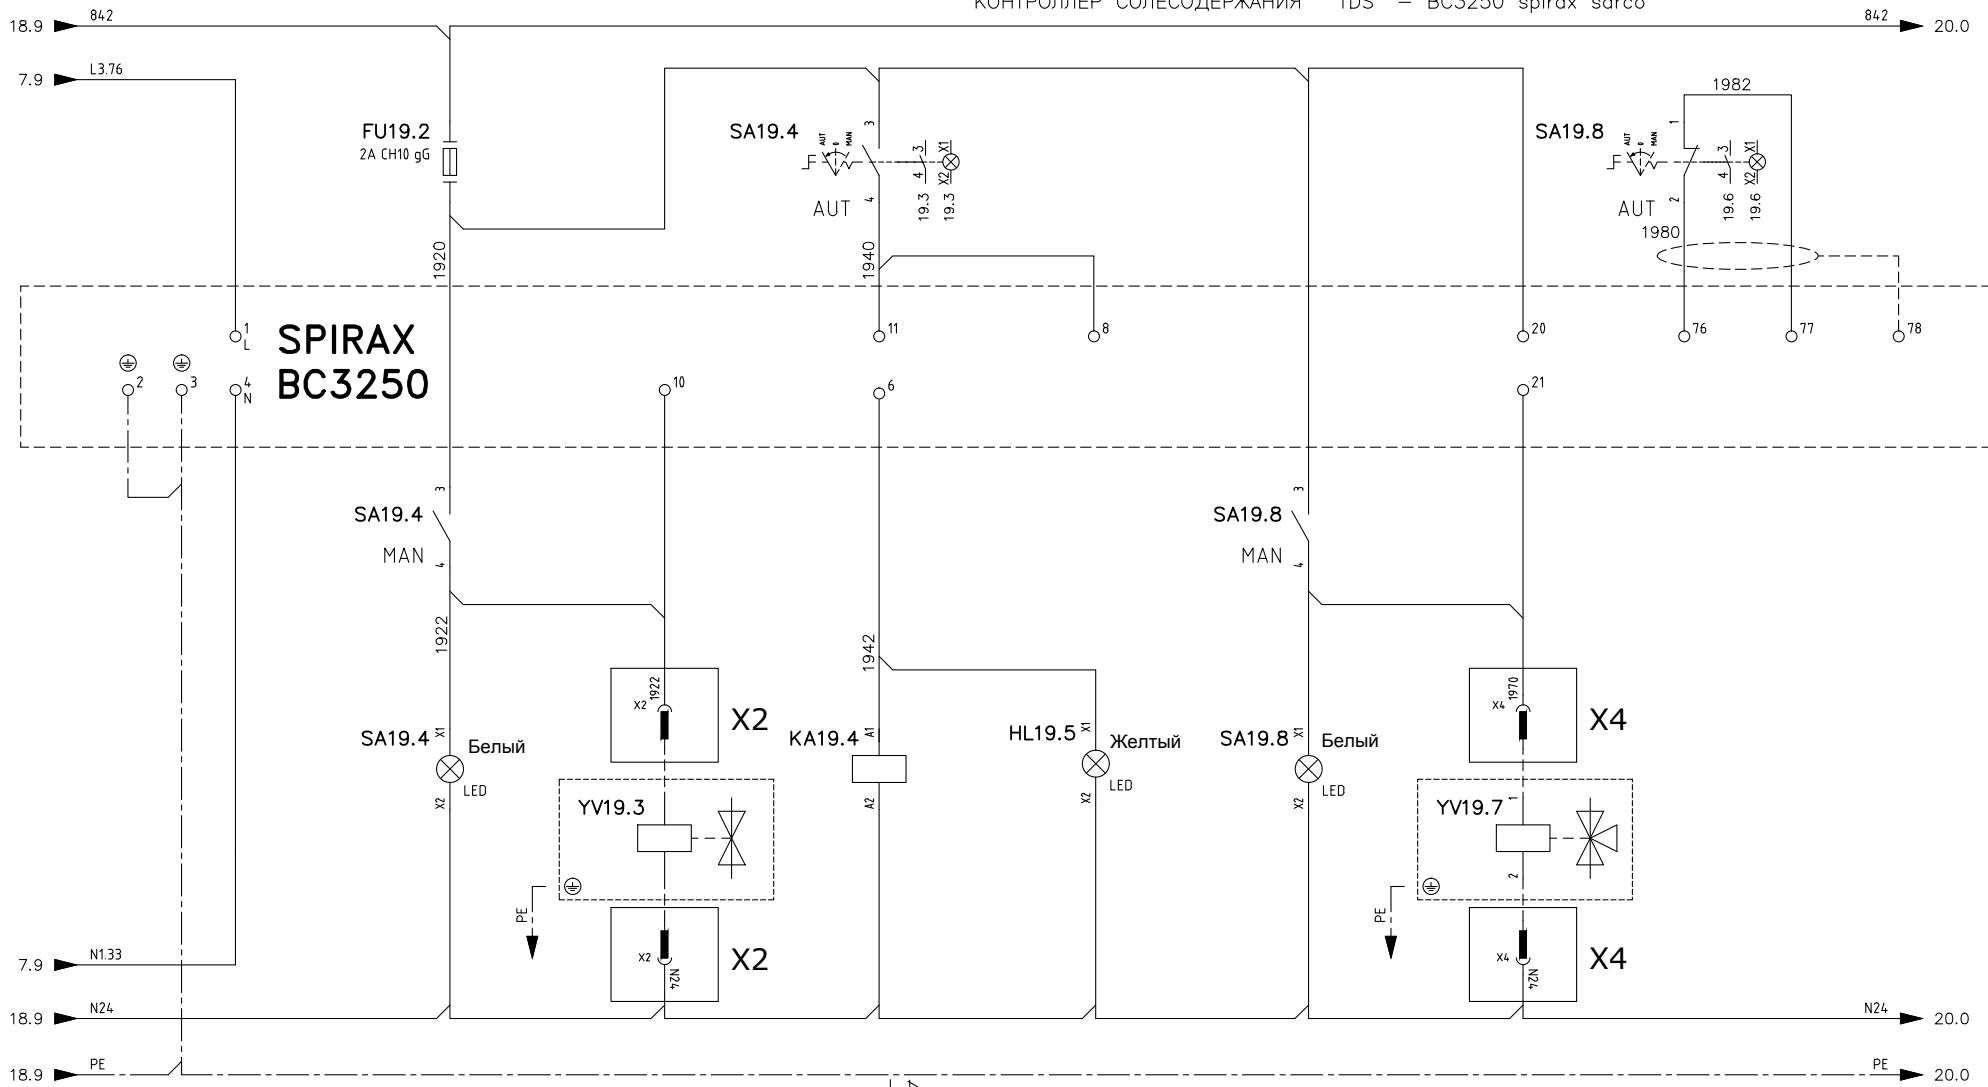 КОНТРОЛЛЕР СОЛЕСОДЕРЖАНИЯ TDS – BC3250 spirax sarco
18.9 842 842 20.0
7.9 L3.76
1982
FU19.2
2A CH10 gG
SA19.4
AUT 0 MAN
3
3 X1
4 X2
4
19.3 19.3
AUT
SA19.8
AUT 0 MAN
1
3 X1
4 X2
2
19.6 19.6
AUT
1980
1920
1940
SPIRAX
BC3250
1
L
2
3
4
N
11
8
20
76
77
78
10
6
21
SA19.4
3
MAN
4
SA19.8
3
MAN
4
1922
1942
X2 1922
X2
X4 1970
X4
SA19.4 X1
Белый
X2
LED
KA19.4 A1
A2
HL19.5 X1
Желтый
X2
LED
SA19.8 X1
Белый
X2
LED
YV19.3
YV19.7
1
2
PE
PE
X2
N24
X2
X4
N24
X4
7.9 N1.33
18.9 N24 N24 20.0
18.9 PE PE 20.0